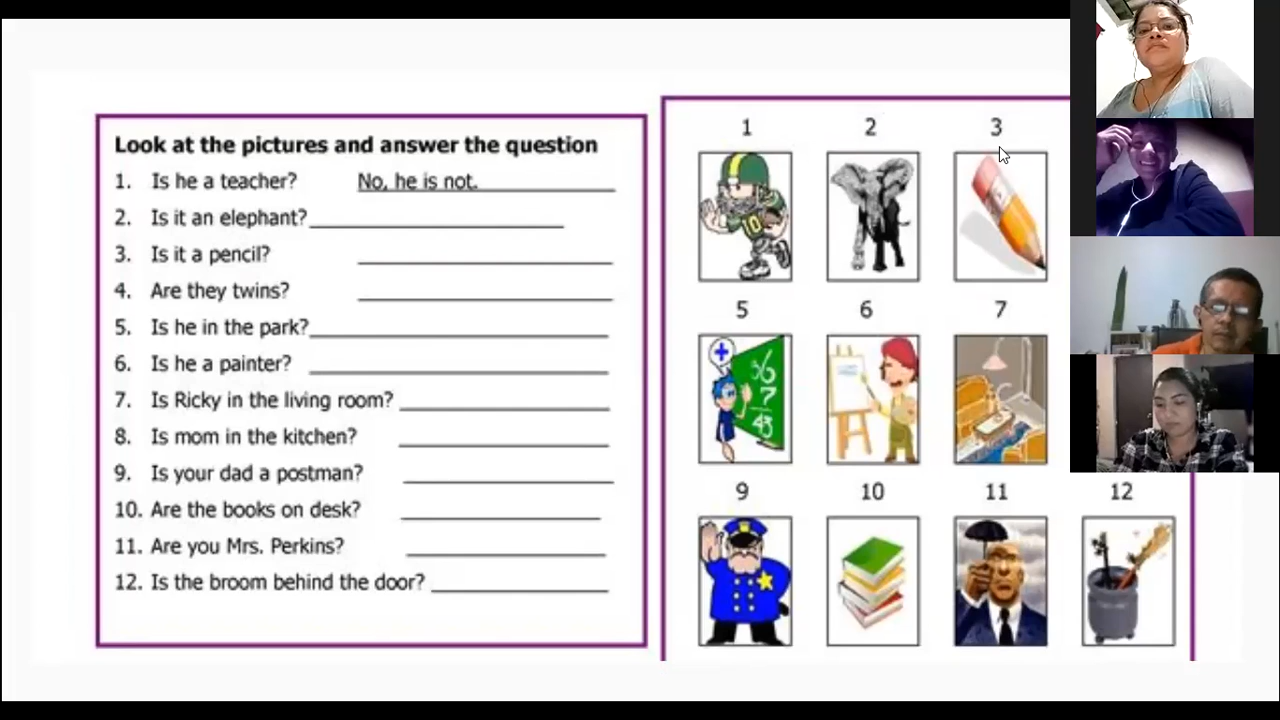 Look at the pictures and answer the question
1. Is he a teacher? No, he is not.
2. Is it an elephant?
3. Is it a pencil?
4. Are they twins?
5. Is he in the park?
6. Is he a painter?
7. Is Ricky in the living room?
8. Is mom in the kitchen?
9. Is your dad a postman?
10. Are the books on desk?
11. Are you Mrs. Perkins?
12. Is the broom behind the door?
1 2 3
10
5 6 7
+
36
7
43
9 10 11 12